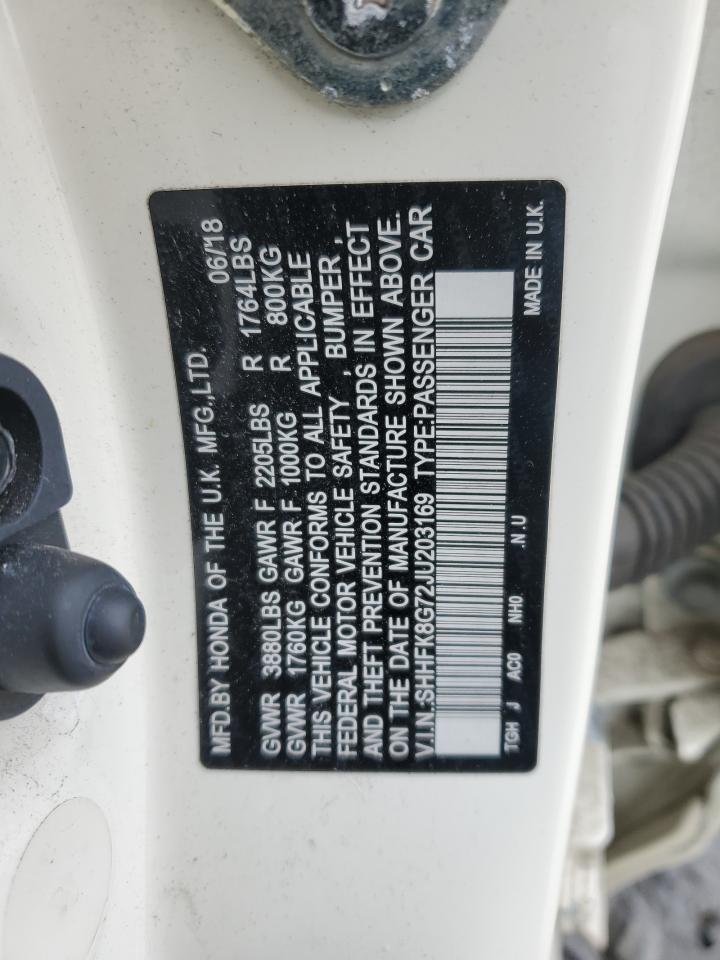 MFD.BY HONDA OF THE U.K. MFG.,LTD. 06/18
GVWR 3880LBS GAWR F 2205LBS R 1764LBS
GVWR 1760KG GAWR F 1000KG R 800KG
THIS VEHICLE CONFORMS TO ALL APPLICABLE
FEDERAL MOTOR VEHICLE SAFETY , BUMPER ,
AND THEFT PREVENTION STANDARDS IN EFFECT
ON THE DATE OF MANUFACTURE SHOWN ABOVE.
V.I.N.:SHHFK8G72JU203169 TYPE:PASSENGER CAR
TGH J AC0 NH0 .N.U MADE IN U.K.